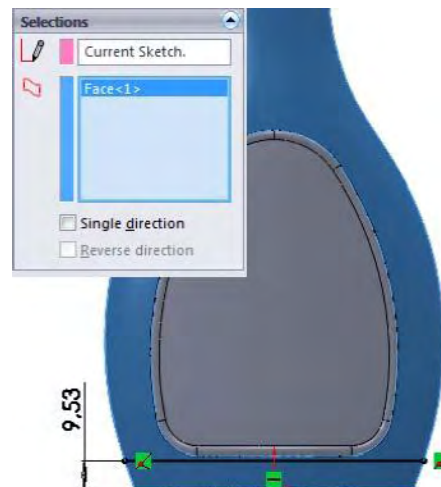 Selections
Current Sketch.
Face<1>
Single direction
Reverse direction
9,53